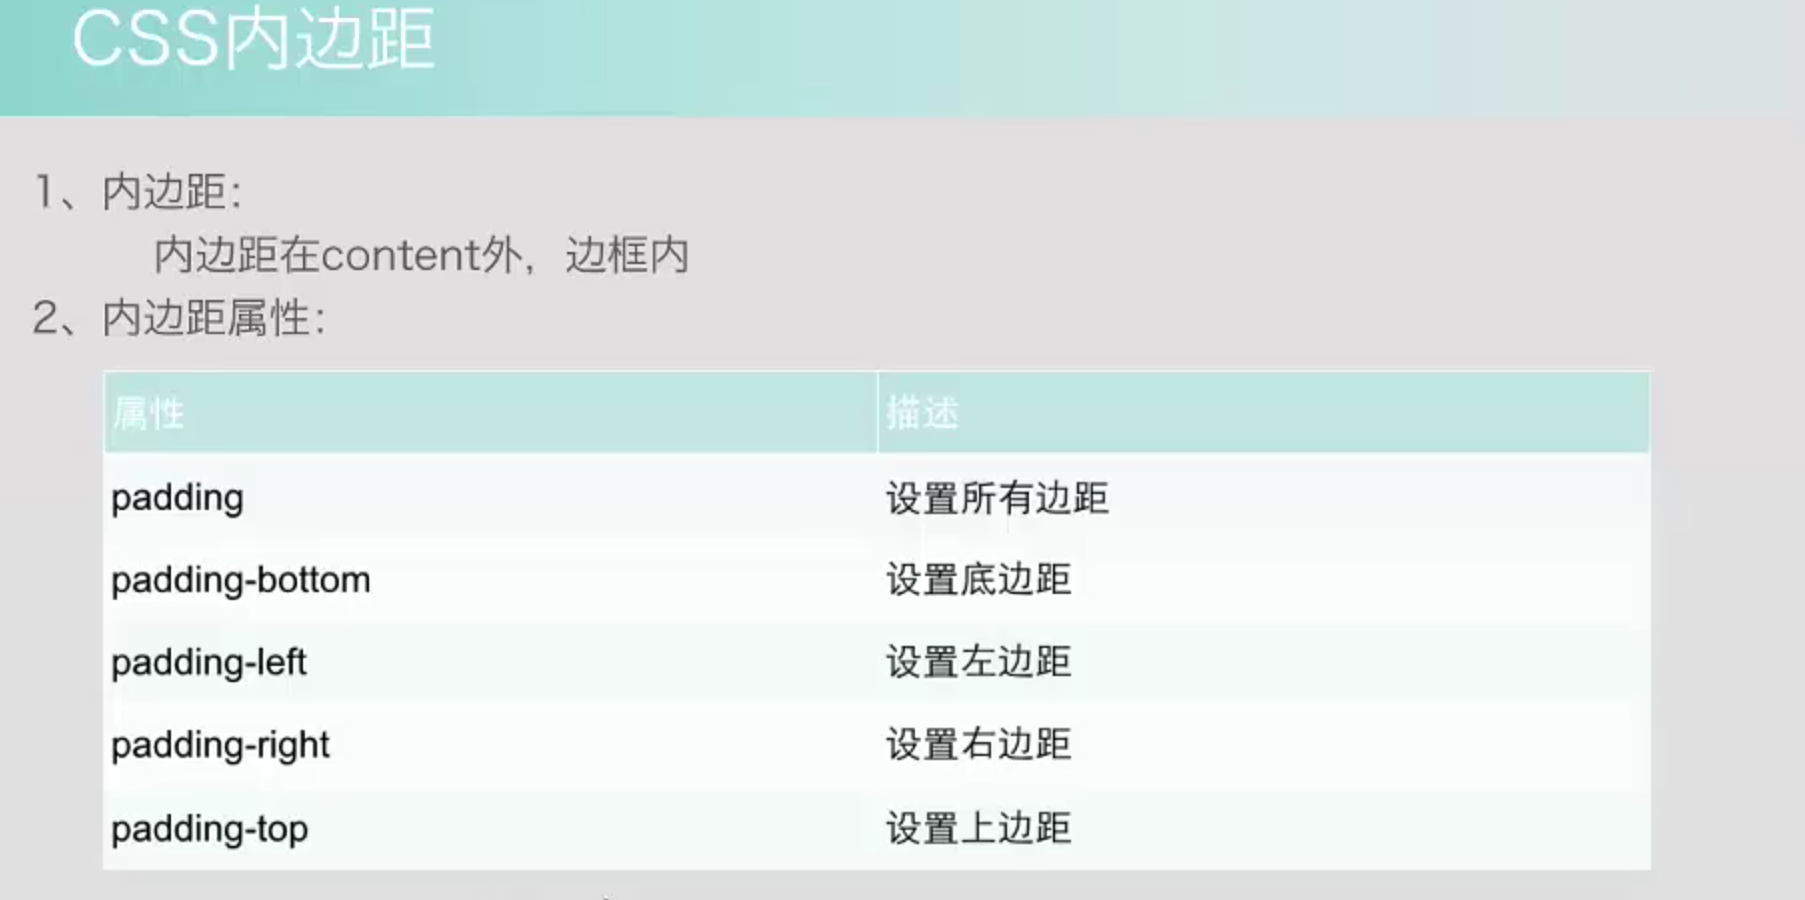 CSS内边距
1、内边距：
内边距在content外，边框内
2、内边距属性：
属性 描述
padding 设置所有边距
padding-bottom 设置底边距
padding-left 设置左边距
padding-right 设置右边距
padding-top 设置上边距